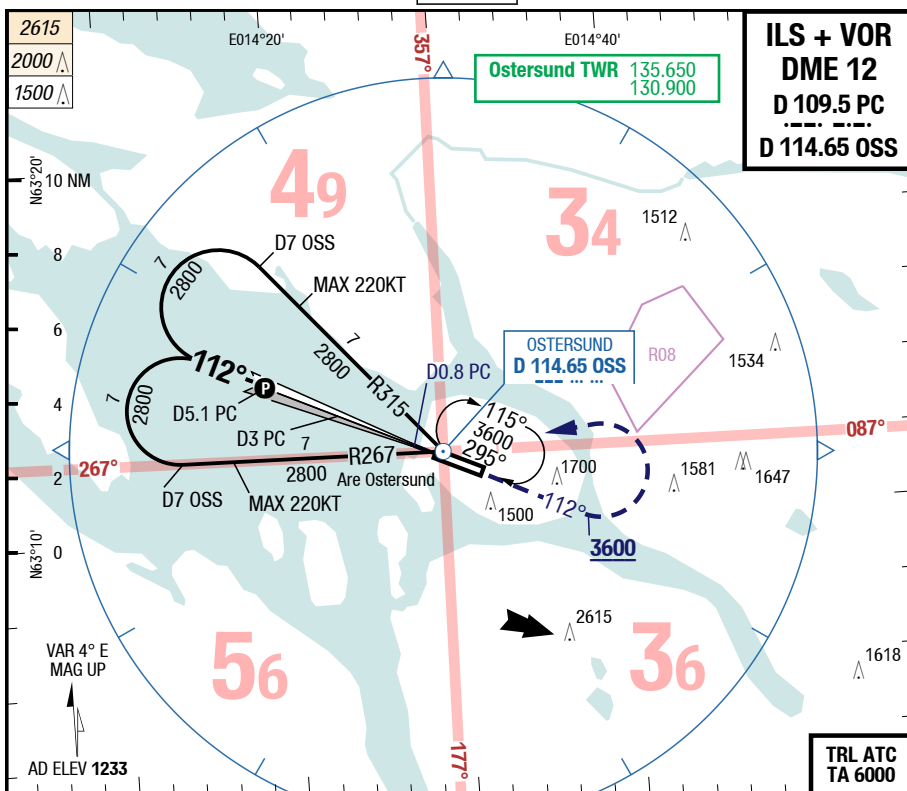 2615
2000
1500
E014°20'
E014°40'
357°
Ostersund TWR 135.650
130.900
ILS + VOR
DME 12
D 109.5 PC
D 114.65 OSS
N63°20'
10 NM
49
34
1512
D7 OSS
7
2800
MAX 220KT
8
6
7
2800
OSTERSUND
D 114.65 OSS
R08
1534
112°
P
D0.8 PC
R315
D5.1 PC
4
7
2800
D3 PC
115°
3600
295°
087°
7
2800
R267
267°
Are Ostersund
2
D7 OSS
MAX 220KT
1700
1581
1647
1500
112°
3600
N63°10'
0
2615
56
36
1618
VAR 4° E
MAG UP
177°
AD ELEV 1233
TRL ATC
TA 6000